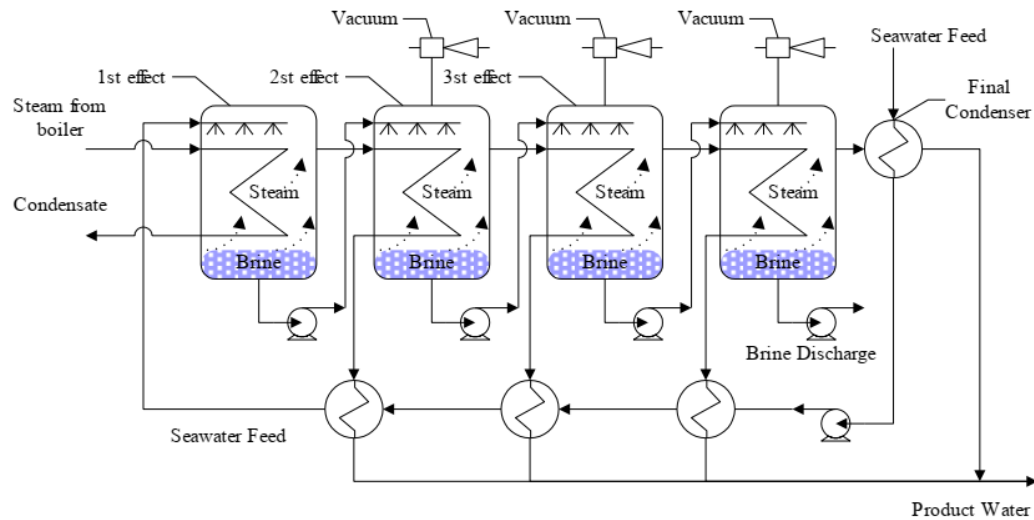 Vacuum
Vacuum
Vacuum
Seawater Feed
1st effect
2st effect
3st effect
Final
Condenser
Steam from
boiler
Steam
Steam
Steam
Steam
Condensate
Brine
Brine
Brine
Brine
Brine Discharge
Seawater Feed
Product Water